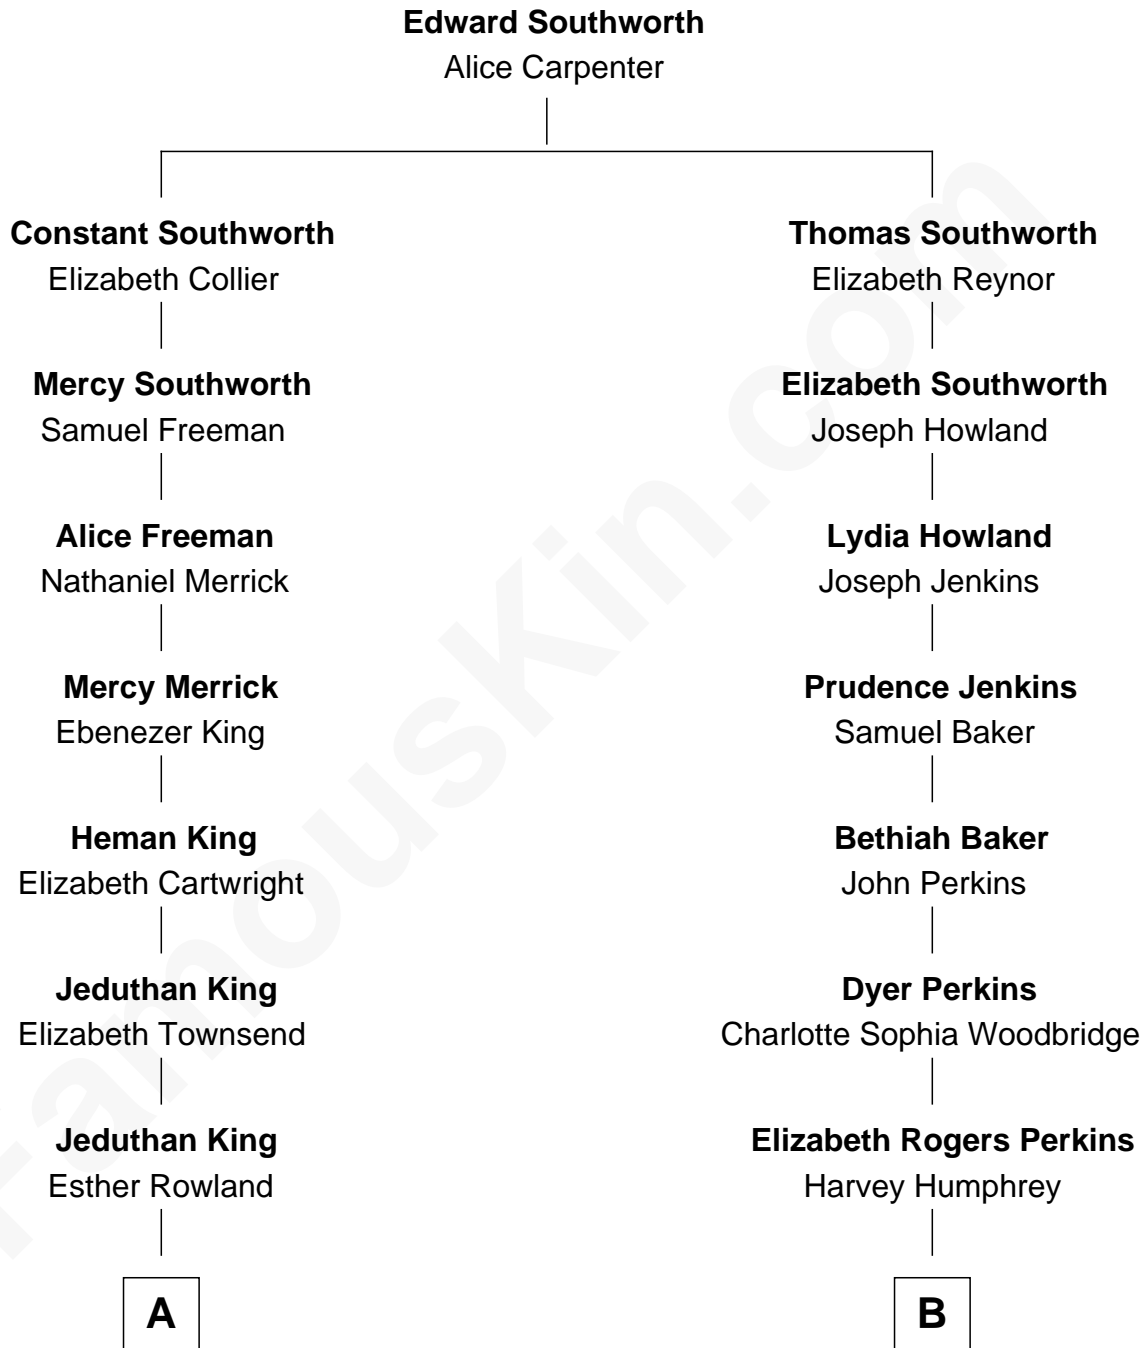 Edward Southworth
Alice Carpenter
Constant Southworth
Elizabeth Collier
Thomas Southworth
Elizabeth Reynor
Mercy Southworth
Samuel Freeman
Elizabeth Southworth
Joseph Howland
Alice Freeman
Nathaniel Merrick
Lydia Howland
Joseph Jenkins
Mercy Merrick
Ebenezer King
Prudence Jenkins
Samuel Baker
Heman King
Elizabeth Cartwright
Bethiah Baker
John Perkins
Jeduthan King
Elizabeth Townsend
Dyer Perkins
Charlotte Sophia Woodbridge
Jeduthan King
Esther Rowland
Elizabeth Rogers Perkins
Harvey Humphrey
A
B
FamousKin.com